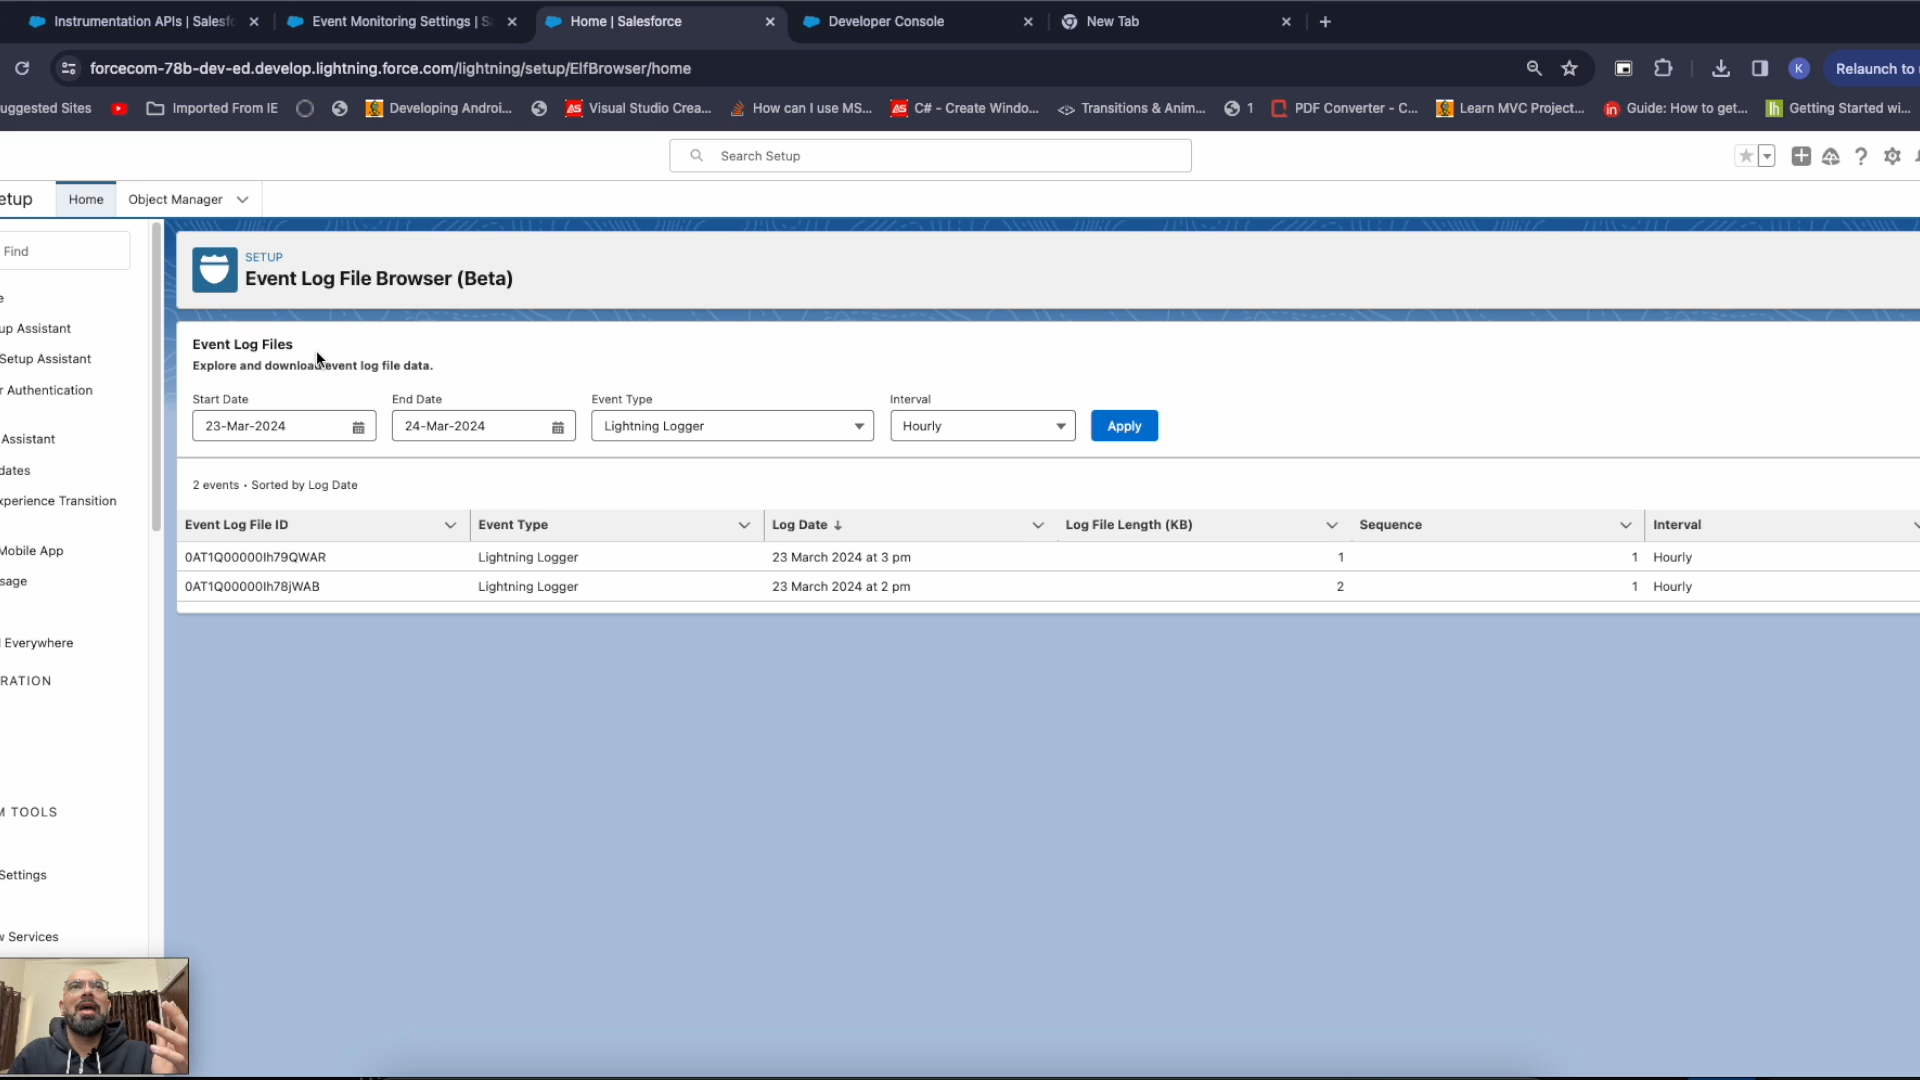 Instrumentation APIs | Salesfo
Event Monitoring Settings | Sa
Home | Salesforce
Developer Console
New Tab
forcecom-78b-dev-ed.develop.lightning.force.com/lightning/setup/ElfBrowser/home
K
Relaunch to
uggested Sites
Imported From IE
Developing Androi...
Visual Studio Crea...
How can I use MS...
C# - Create Windo...
Transitions & Anim...
1
PDF Converter - C...
Learn MVC Project...
Guide: How to get...
Getting Started wi...
Search Setup
etup
Home
Object Manager
Find
SETUP
Event Log File Browser (Beta)
e
up Assistant
Setup Assistant
r Authentication
Assistant
dates
xperience Transition
Mobile App
sage
l Everywhere
RATION
M TOOLS
Settings
w Services
Event Log Files
Explore and download event log file data.
Start Date
End Date
Event Type
Interval
23-Mar-2024
24-Mar-2024
Lightning Logger
Hourly
Apply
2 events • Sorted by Log Date
Event Log File ID
Event Type
Log Date
Log File Length (KB)
Sequence
Interval
0AT1Q00000Ih79QWAR
Lightning Logger
23 March 2024 at 3 pm
1
1
Hourly
0AT1Q00000Ih78jWAB
Lightning Logger
23 March 2024 at 2 pm
2
1
Hourly